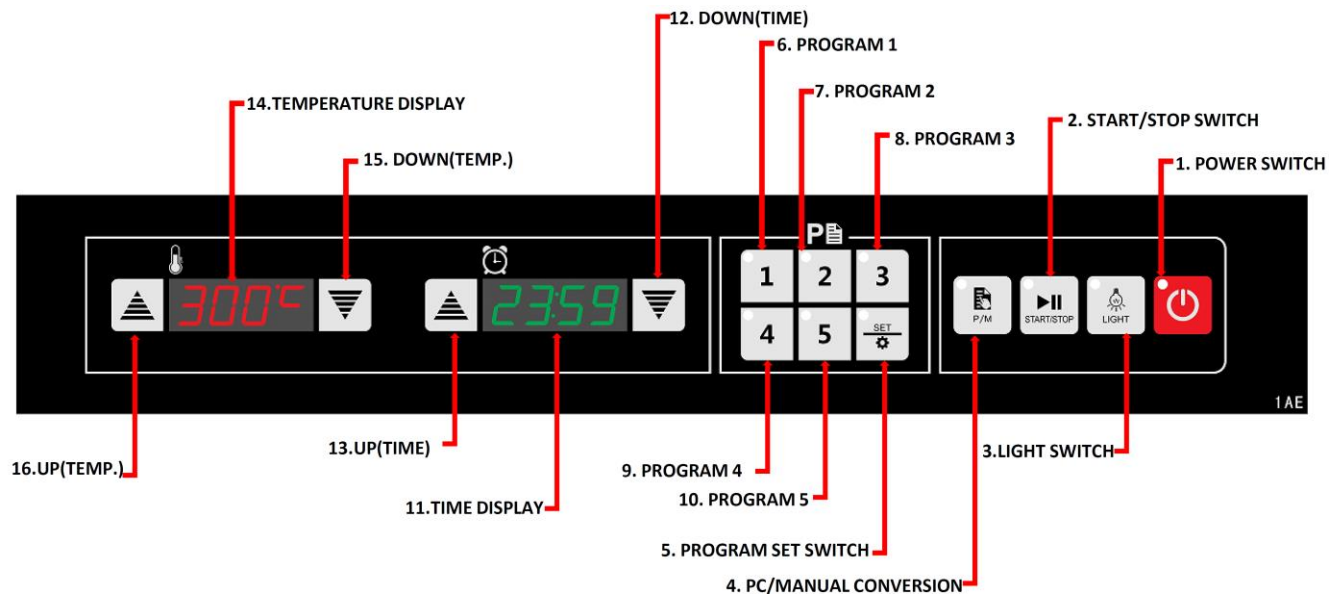 12. DOWN(TIME)
6. PROGRAM 1
7. PROGRAM 2
14.TEMPERATURE DISPLAY
2. START/STOP SWITCH
8. PROGRAM 3
15. DOWN(TEMP.)
1. POWER SWITCH
P
300°C
23:59
1 2 3
4 5 SET
P/M
START/STOP
LIGHT
1AE
13.UP(TIME)
3.LIGHT SWITCH
16.UP(TEMP.)
9. PROGRAM 4
10. PROGRAM 5
11.TIME DISPLAY
5. PROGRAM SET SWITCH
4. PC/MANUAL CONVERSION